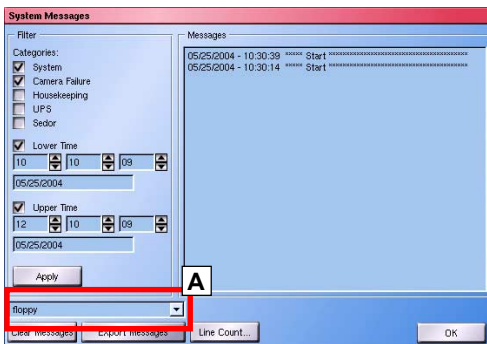 System Messages
Filter
Categories:
System
Camera Failure
Housekeeping
UPS
Sedor
Lower Time
10 10 09
05/25/2004
Upper Time
12 10 09
05/25/2004
Apply
Messages
05/25/2004 - 10:30:39 ***** Start ****************************************
05/25/2004 - 10:30:14 ***** Start ****************************************
A
floppy
Clear Messages Export Messages Line Count... OK